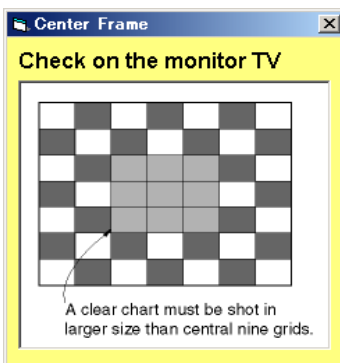 Center Frame
Check on the monitor TV
A clear chart must be shot in
larger size than central nine grids.